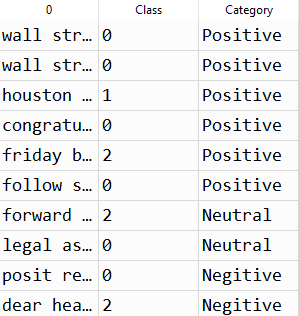 0 Class Category
wall str... 0 Positive
wall str... 0 Positive
houston ... 1 Positive
congratu... 0 Positive
friday b... 2 Positive
follow s... 0 Positive
forward ... 2 Neutral
legal as... 0 Neutral
posit re... 0 Negitive
dear hea... 2 Negitive